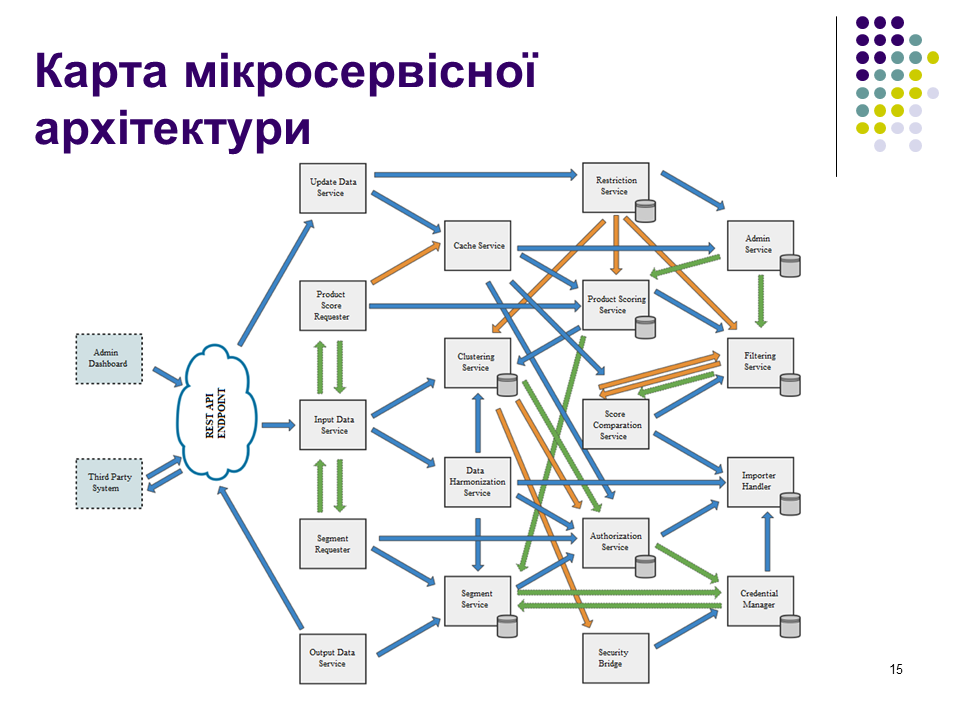 Карта мікросервісної
архітектури
Update Data
Service
Restriction
Service
Cache Service
Admin
Service
Product
Score
Requester
Product Scoring
Service
Admin
Dashboard
REST API
ENDPOINT
Clustering
Service
Filtering
Service
Input Data
Service
Score
Comparation
Service
Third Party
System
Data
Harmonization
Service
Importer
Handler
Segment
Requester
Authorization
Service
Segment
Service
Credential
Manager
Output Data
Service
Security
Bridge
15